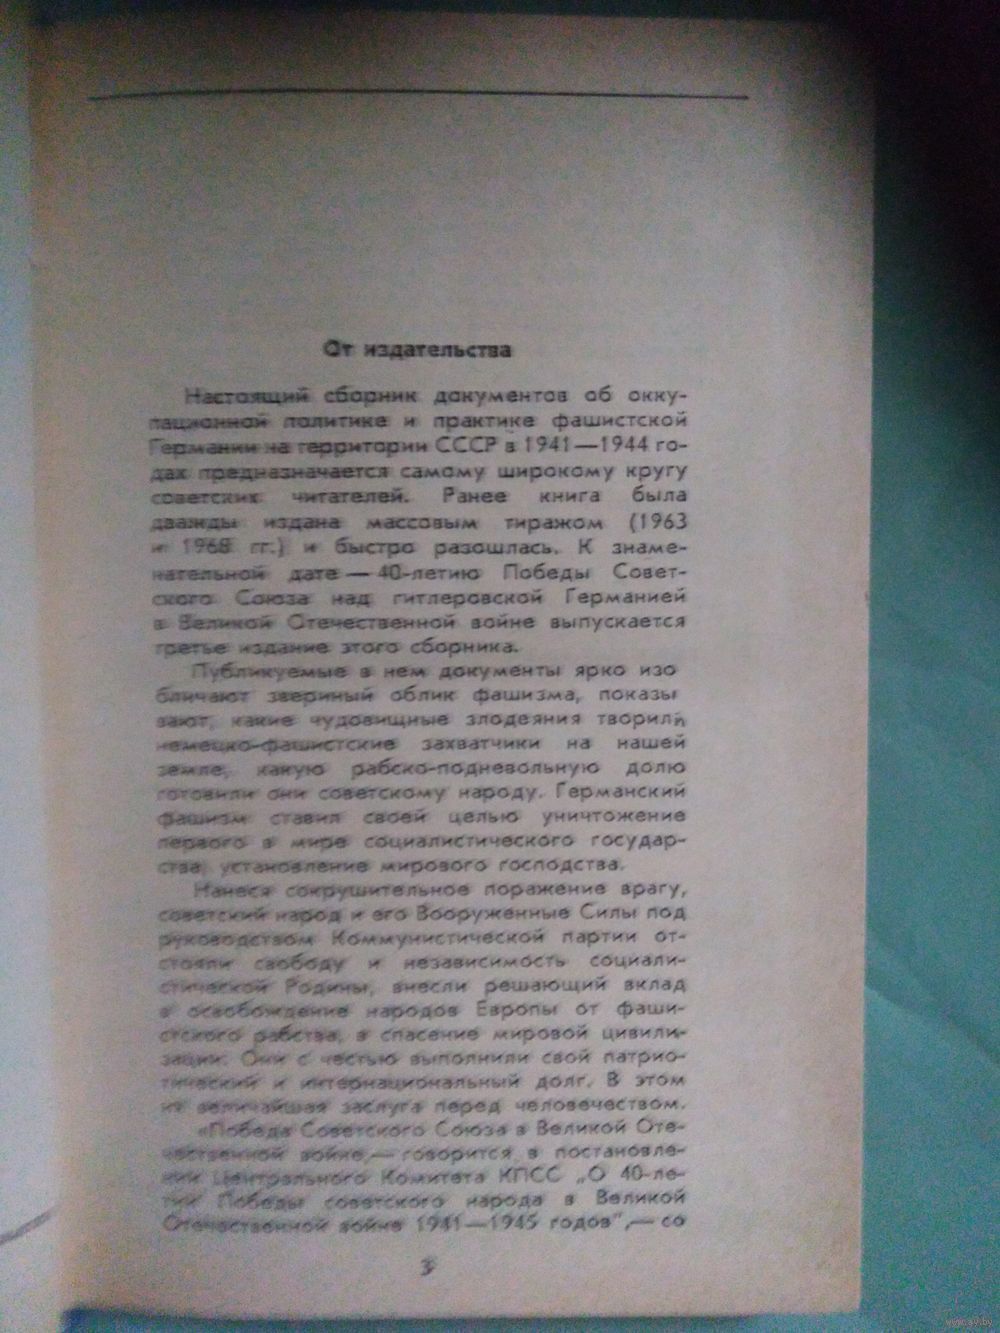 От издательства
Настоящий сборник документов об окку-
пационной политике и практике фашистской
Германии на территории СССР в 1941—1944 го-
дах предназначается самому широкому кругу
советских читателей. Ранее книга была
дважды издана массовым тиражом (1963
и 1968 гг.) и быстро разошлась. К знаме-
нательной дате — 40-летию Победы Совет-
ского Союза над гитлеровской Германией
в Великой Отечественной войне выпускается
третье издание этого сборника.
Публикуемые в нем документы ярко изо
бличают звериный облик фашизма, показы
вают, какие чудовищные злодеяния творили
немецко-фашистские захватчики на нашей
земле, какую рабско-подневольную долю
готовили они советскому народу. Германский
фашизм ставил своей целью уничтожение
первого в мире социалистического государ-
ства, установление мирового господства.
Нанеся сокрушительное поражение врагу,
советский народ и его Вооруженные Силы под
руководством Коммунистической партии от-
стояли свободу и независимость социали-
стической Родины, внесли решающий вклад
в освобождение народов Европы от фаши-
стского рабства, в спасение мировой цивили-
зации. Они с честью выполнили свой патрио-
тический и интернациональный долг. В этом
их величайшая заслуга перед человечеством.
«Победа Советского Союза в Великой Оте-
чественной войне,— говорится в постановле-
нии Центрального Комитета КПСС „О 40-ле-
тии Победы советского народа в Великой
Отечественной войне 1941—1945 годов",— со
3
www.ay.by